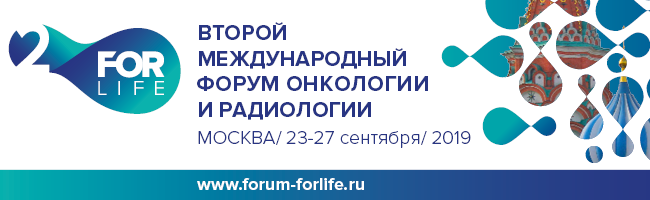 2 FOR
LIFE
ВТОРОЙ
МЕЖДУНАРОДНЫЙ
ФОРУМ ОНКОЛОГИИ
И РАДИОЛОГИИ
МОСКВА/ 23-27 сентября/ 2019
www.forum-forlife.ru